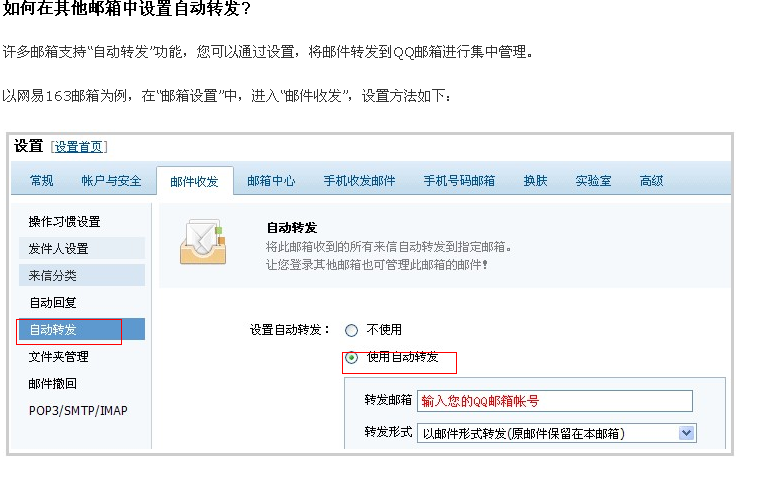 如何在其他邮箱中设置自动转发?
许多邮箱支持“自动转发”功能，您可以通过设置，将邮件转发到QQ邮箱进行集中管理。
以网易163邮箱为例，在“邮箱设置”中，进入“邮件收发”，设置方法如下：
设置 [设置首页]
常规 帐户与安全 邮件收发 邮箱中心 手机收发邮件 手机号码邮箱 换肤 实验室 高级
操作习惯设置
发件人设置
来信分类
自动回复
自动转发
文件夹管理
邮件撤回
POP3/SMTP/IMAP
自动转发
将此邮箱收到的所有来信自动转发到指定邮箱。
让您登录其他邮箱也可管理此邮箱的邮件!
设置自动转发： 不使用
使用自动转发
转发邮箱 输入您的QQ邮箱帐号
转发形式 以邮件形式转发(原邮件保留在本邮箱)